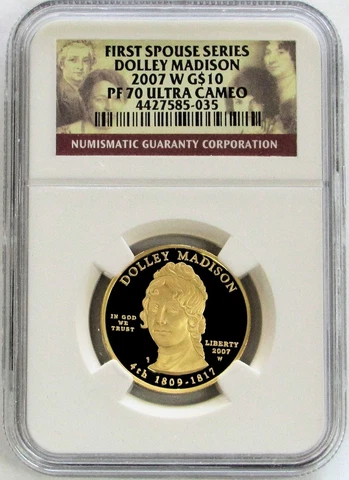 FIRST SPOUSE SERIES
DOLLEY MADISON
2007 W G$10
PF 70 ULTRA CAMEO
4427585-035
NUMISMATIC GUARANTY CORPORATION
DOLLEY MADISON
IN GOD
WE
TRUST
LIBERTY
2007
W
4th 1809-1817